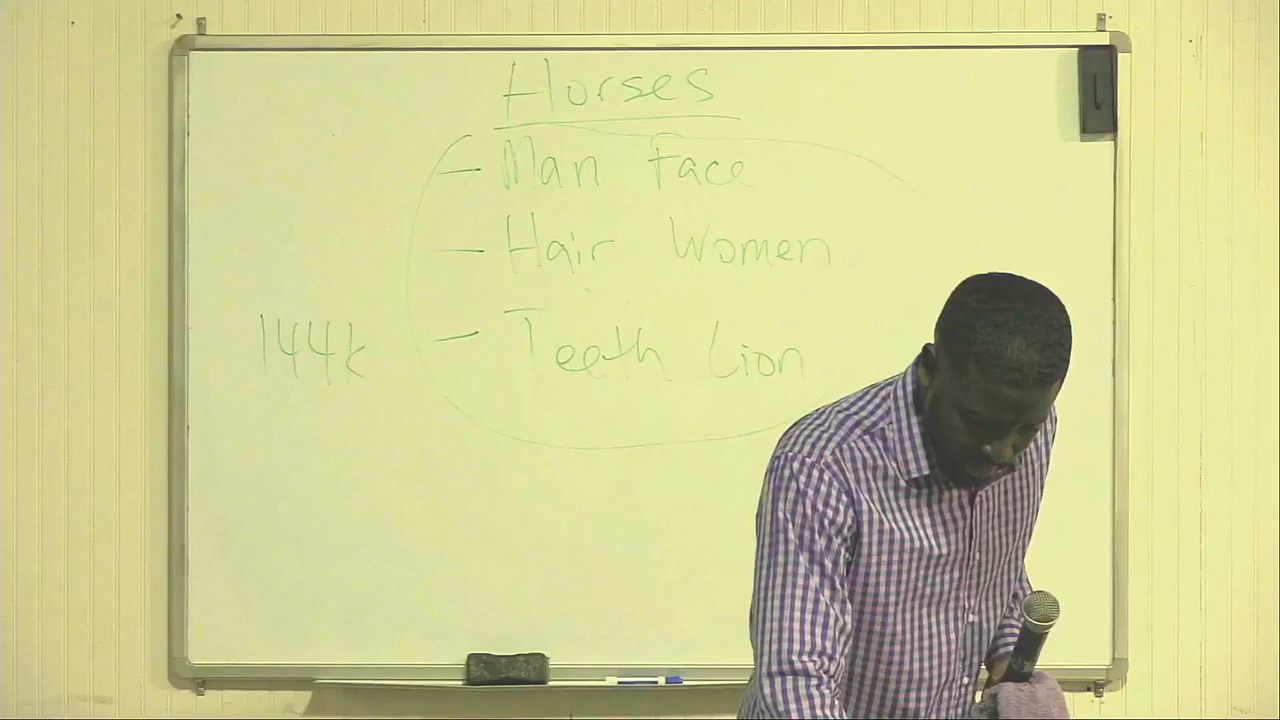 Horses
- Man Face
- Hair Women
- Teeth Lion
144k